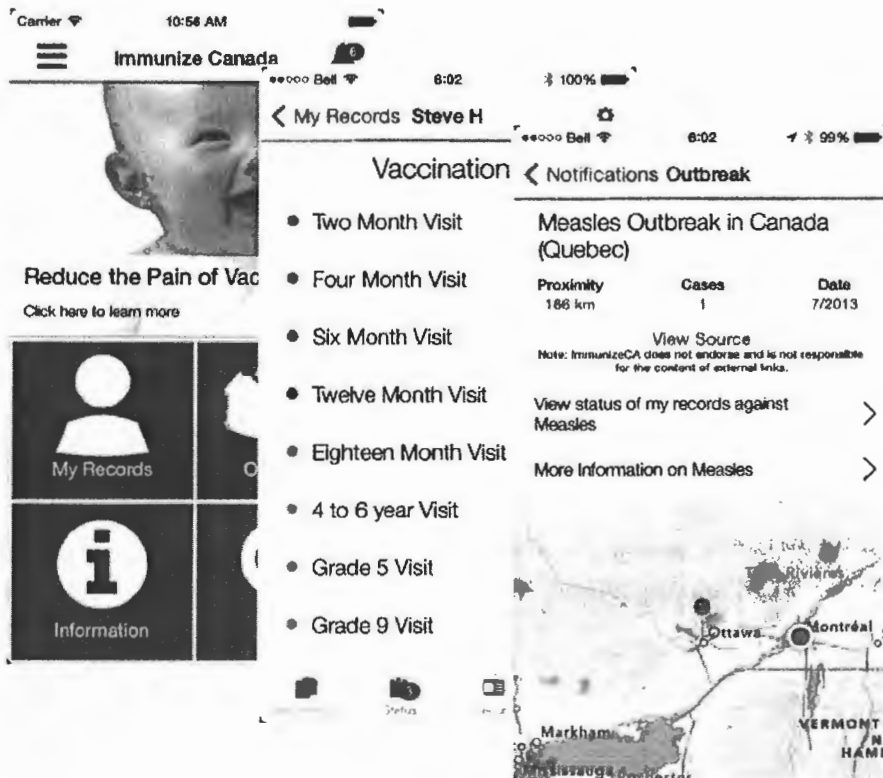 Carrier 10:56 AM
Immunize Canada 6
Reduce the Pain of Vac
Click here to learn more
My Records
O
Information
Bell 6:02 100%
My Records Steve H
Vaccination
Two Month Visit
Four Month Visit
Six Month Visit
Twelve Month Visit
Eighteen Month Visit
4 to 6 year Visit
Grade 5 Visit
Grade 9 Visit
Status
Bell 6:02 99%
Notifications Outbreak
Measles Outbreak in Canada
(Quebec)
Proximity Cases Date
186 km 1 7/2013
View Source
Note: ImmunizeCA does not endorse and is not responsible
for the content of external links.
View status of my records against
Measles
More Information on Measles
Rivières
Ottawa Montréal
VERMONT
N
HAM
Markham
Mississauga